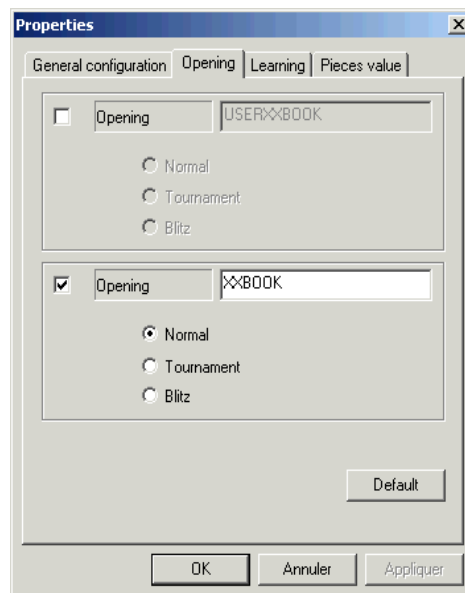 Properties
General configuration Opening Learning Pieces value
Opening USERXXBOOK
Normal
Tournament
Blitz
Opening XXBOOK
Normal
Tournament
Blitz
Default
OK Annuler Appliquer